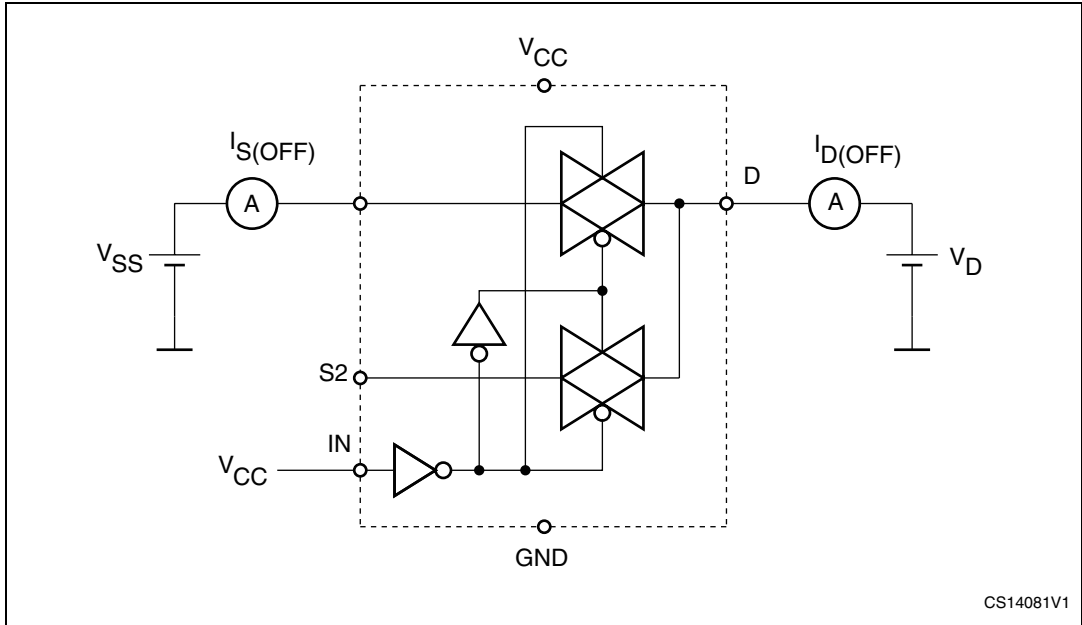 VCC
IS(OFF)
ID(OFF)
D
A
A
VSS
VD
S2
IN
VCC
GND
CS14081V1